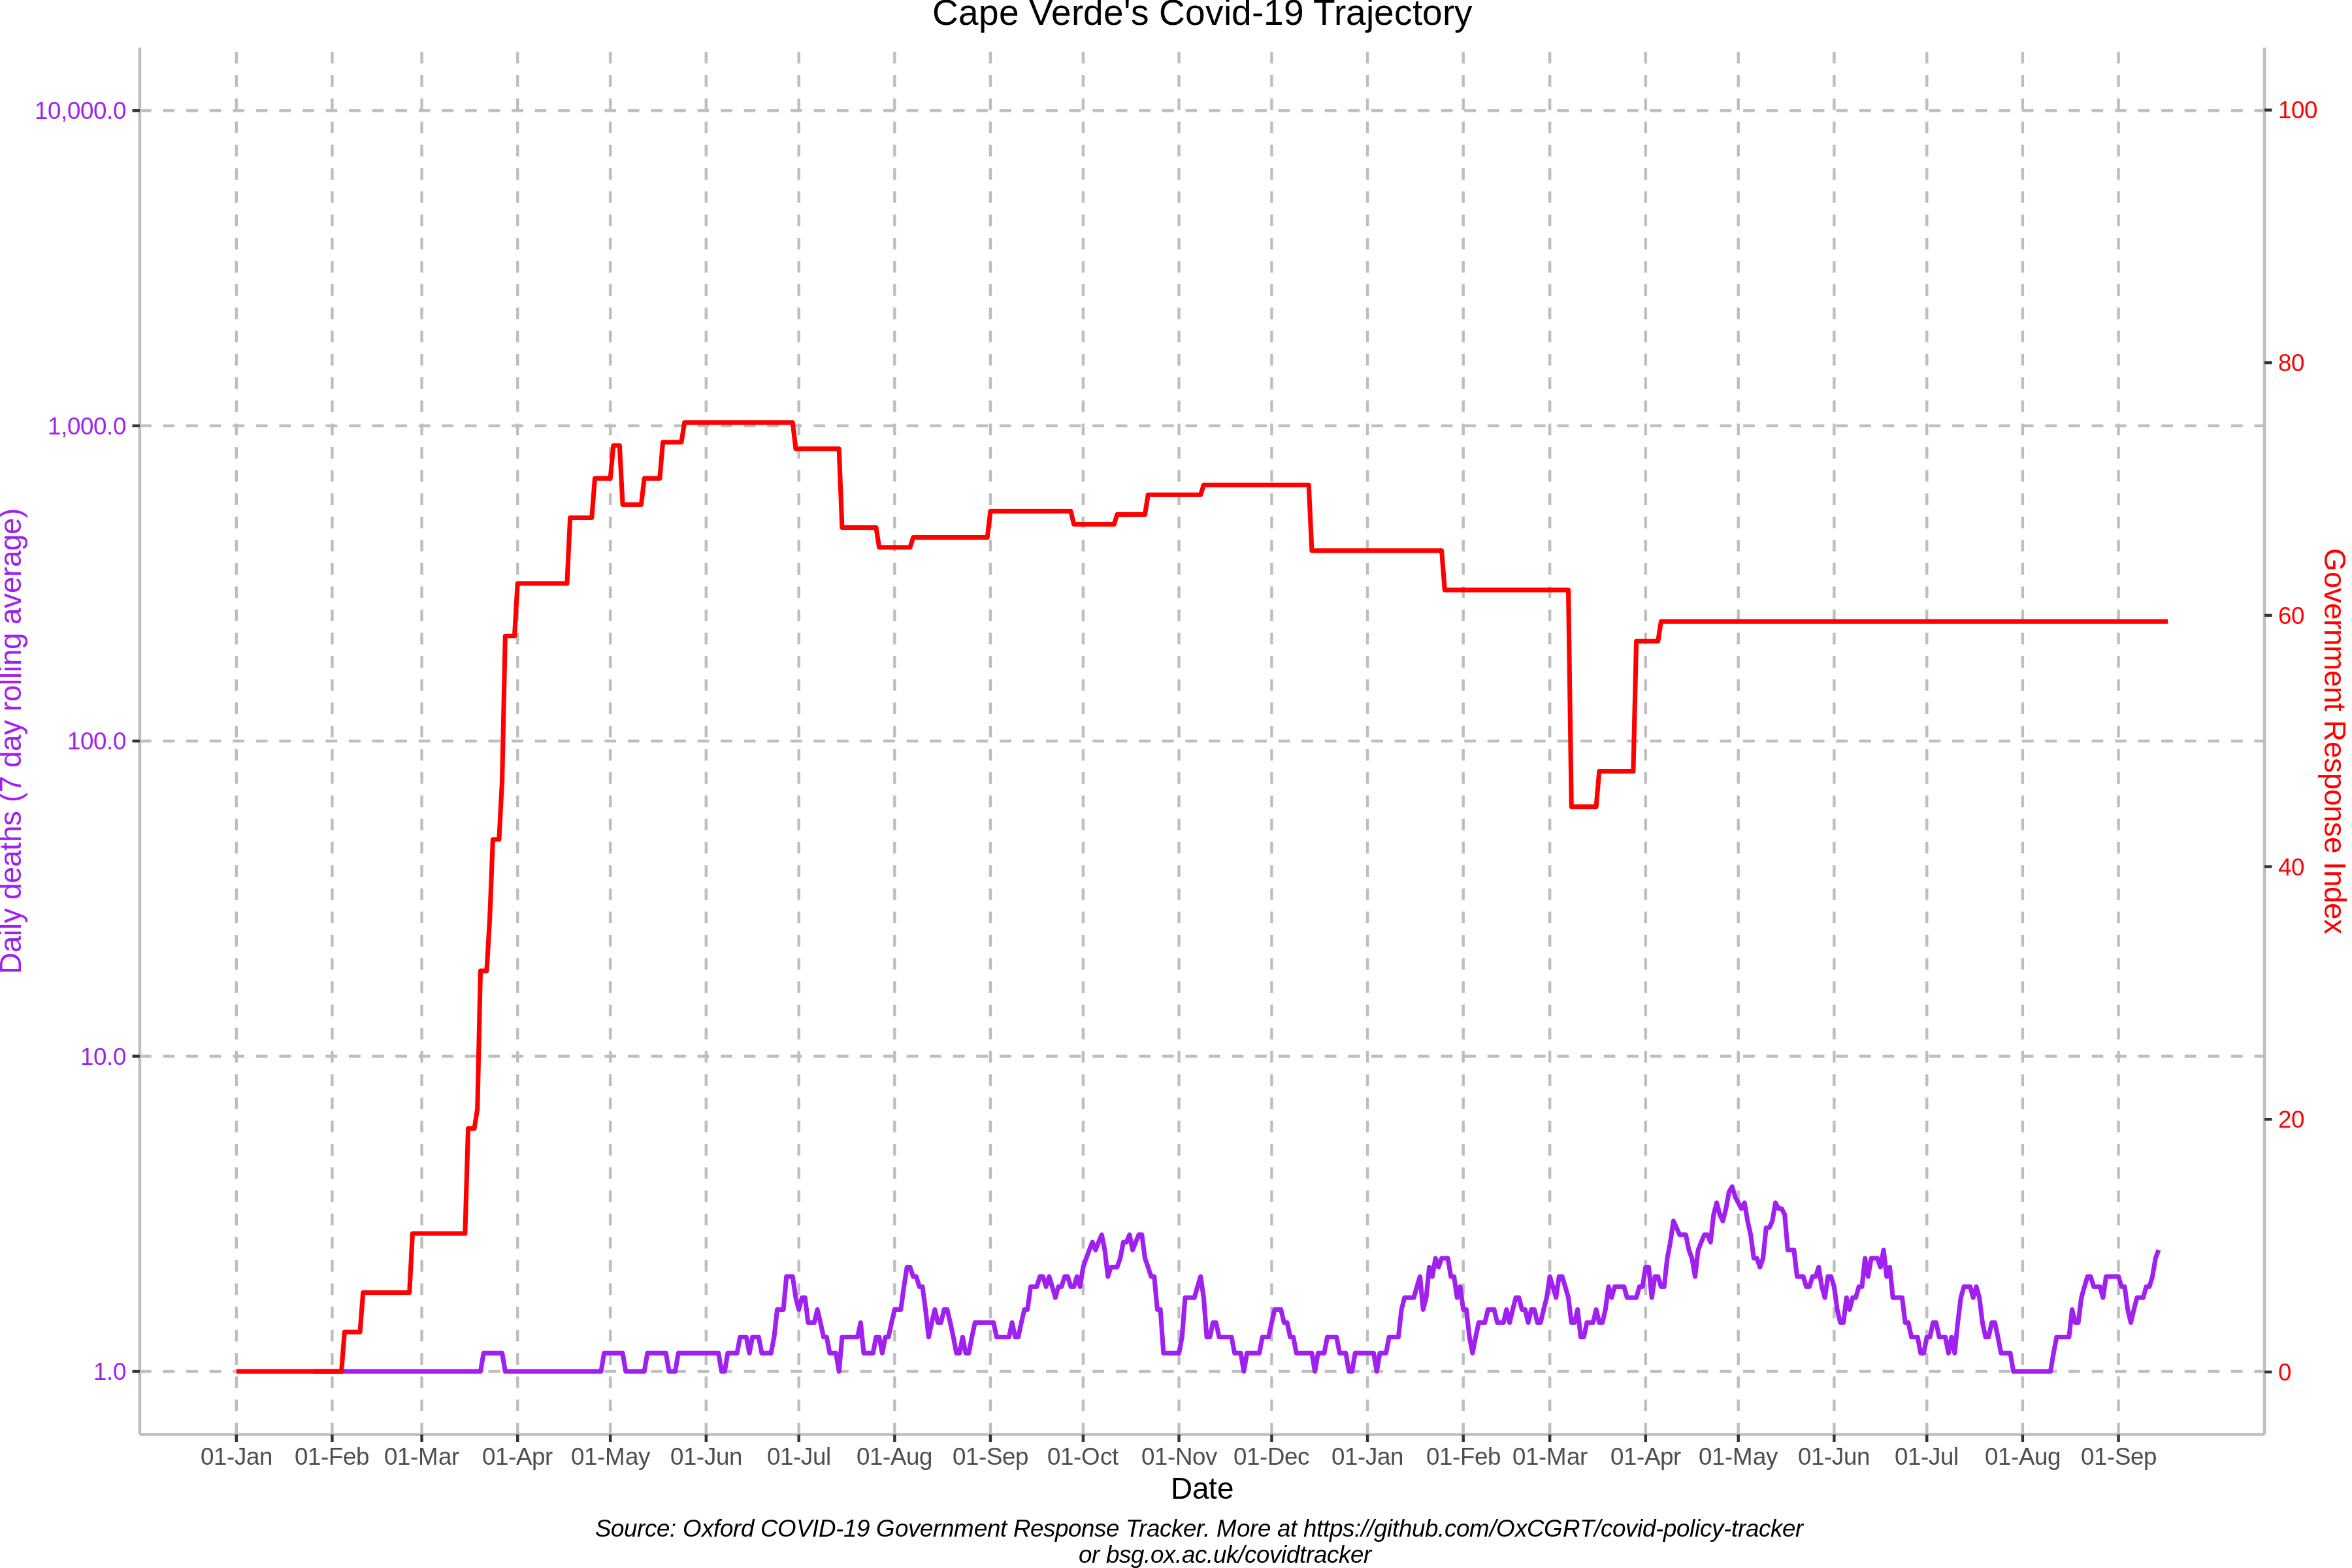 Cape Verde's Covid-19 Trajectory
10,000.0
1,000.0
100.0
10.0
1.0
Daily deaths (7 day rolling average)
100
80
60
40
20
0
Government Response Index
01-Jan 01-Feb 01-Mar 01-Apr 01-May 01-Jun 01-Jul 01-Aug 01-Sep 01-Oct 01-Nov 01-Dec 01-Jan 01-Feb 01-Mar 01-Apr 01-May 01-Jun 01-Jul 01-Aug 01-Sep
Date
Source: Oxford COVID-19 Government Response Tracker. More at https://github.com/OxCGRT/covid-policy-tracker
or bsg.ox.ac.uk/covidtracker